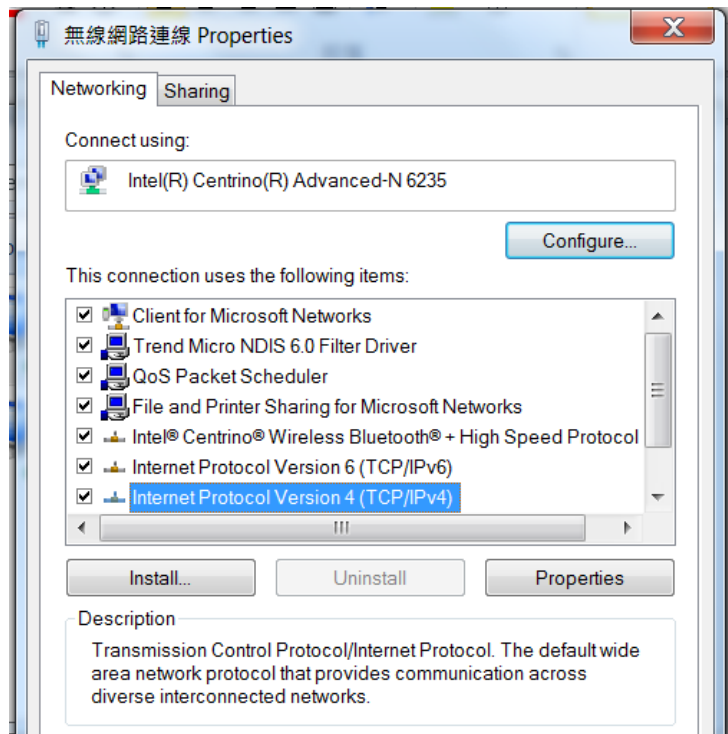 無線網路連線 Properties
Networking
Sharing
Connect using:
Intel(R) Centrino(R) Advanced-N 6235
Configure...
This connection uses the following items:
Client for Microsoft Networks
Trend Micro NDIS 6.0 Filter Driver
QoS Packet Scheduler
File and Printer Sharing for Microsoft Networks
Intel® Centrino® Wireless Bluetooth® + High Speed Protocol
Internet Protocol Version 6 (TCP/IPv6)
Internet Protocol Version 4 (TCP/IPv4)
Install...
Uninstall
Properties
Description
Transmission Control Protocol/Internet Protocol. The default wide
area network protocol that provides communication across
diverse interconnected networks.